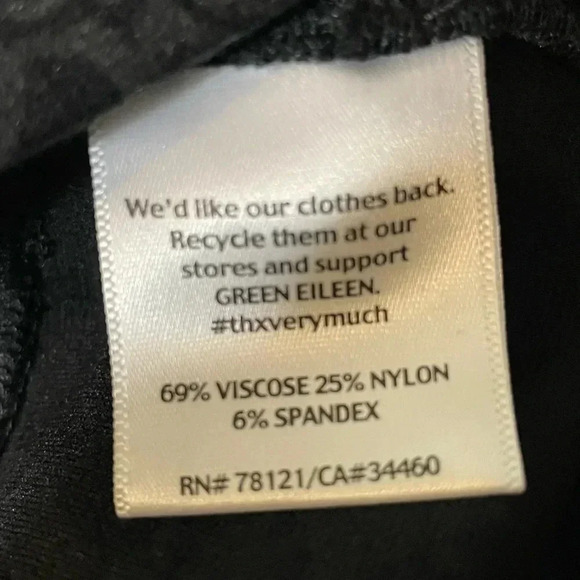 We'd like our clothes back.
Recycle them at our
stores and support
GREEN EILEEN.
#thxverymuch
69% VISCOSE 25% NYLON
6% SPANDEX
RN# 78121/CA#34460